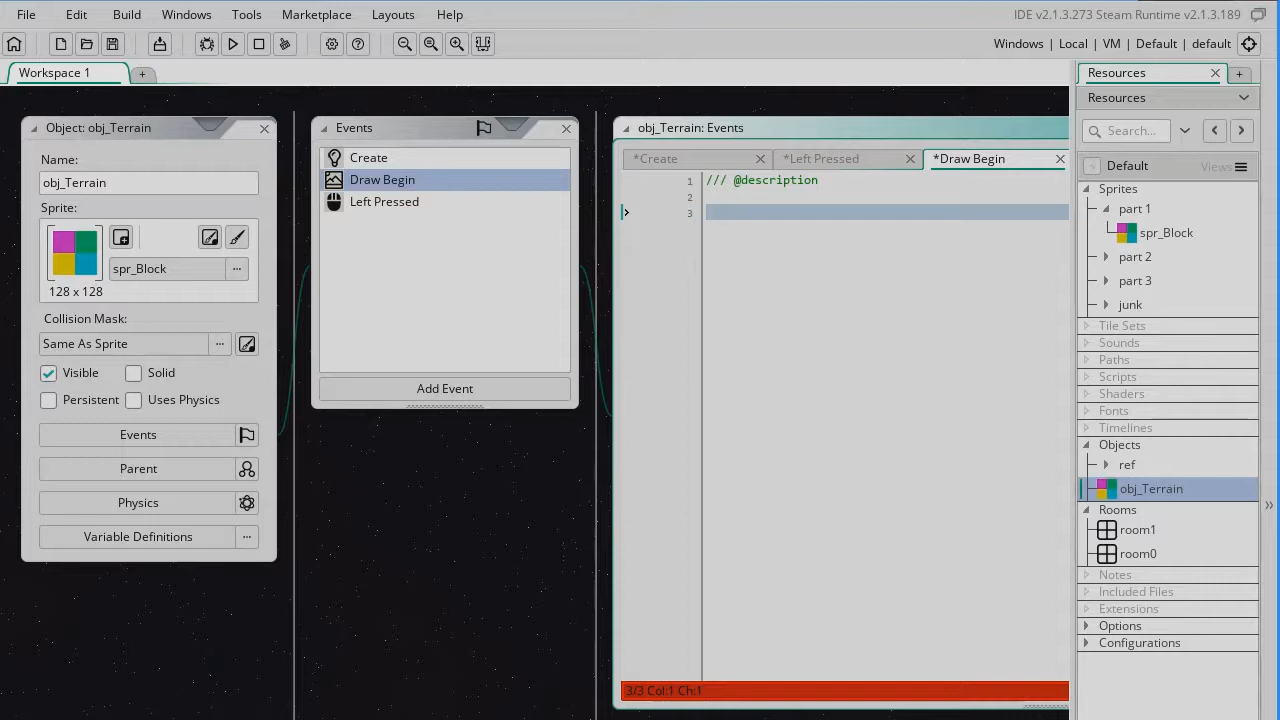 File Edit Build Windows Tools Marketplace Layouts Help IDE v2.1.3.273 Steam Runtime v2.1.3.189
Windows | Local | VM | Default | default
Workspace 1 +
Resources +
Resources
Search...
Default Views
Object: obj_Terrain
Name:
obj_Terrain
Sprite:
spr_Block
128 x 128
Collision Mask:
Same As Sprite
Visible Solid
Persistent Uses Physics
Events
Parent
Physics
Variable Definitions
Events
Create
Draw Begin
Left Pressed
Add Event
obj_Terrain: Events
*Create *Left Pressed *Draw Begin
1 /// @description
2
3
3/3 Col:1 Ch:1
Sprites
part 1
spr_Block
part 2
part 3
junk
Tile Sets
Sounds
Paths
Scripts
Shaders
Fonts
Timelines
Objects
ref
obj_Terrain
Rooms
room1
room0
Notes
Included Files
Extensions
Options
Configurations